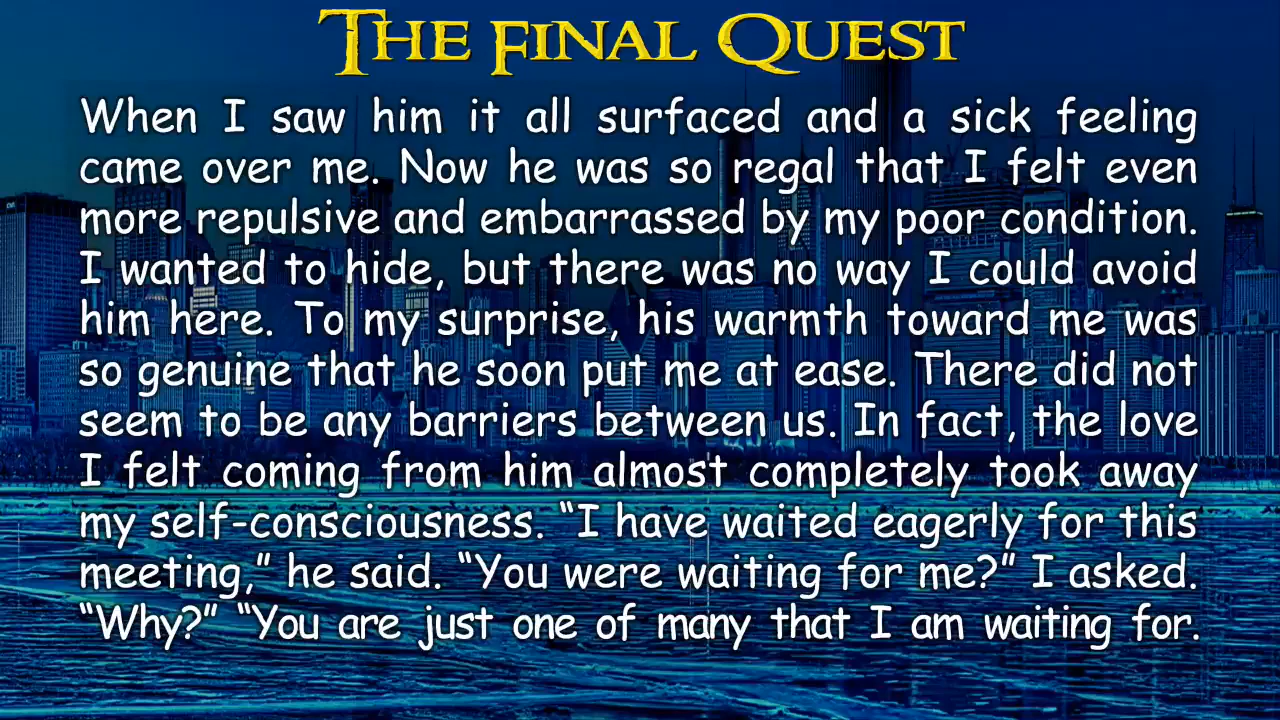 THE FINAL QUEST
When I saw him it all surfaced and a sick feeling
came over me. Now he was so regal that I felt even
more repulsive and embarrassed by my poor condition.
I wanted to hide, but there was no way I could avoid
him here. To my surprise, his warmth toward me was
so genuine that he soon put me at ease. There did not
seem to be any barriers between us. In fact, the love
I felt coming from him almost completely took away
my self-consciousness. “I have waited eagerly for this
meeting,” he said. “You were waiting for me?” I asked.
“Why?” “You are just one of many that I am waiting for.